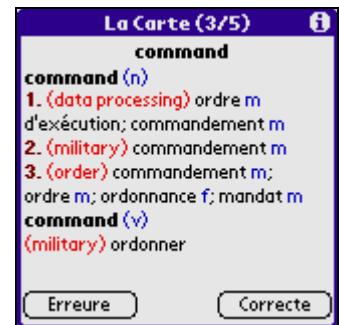 La Carte (3/5) i
command
command (n)
1. (data processing) ordre m
d'exécution; commandement m
2. (military) commandement m
3. (order) commandement m;
ordre m; ordonnance f; mandat m
command (v)
(military) ordonner
Erreure Correcte